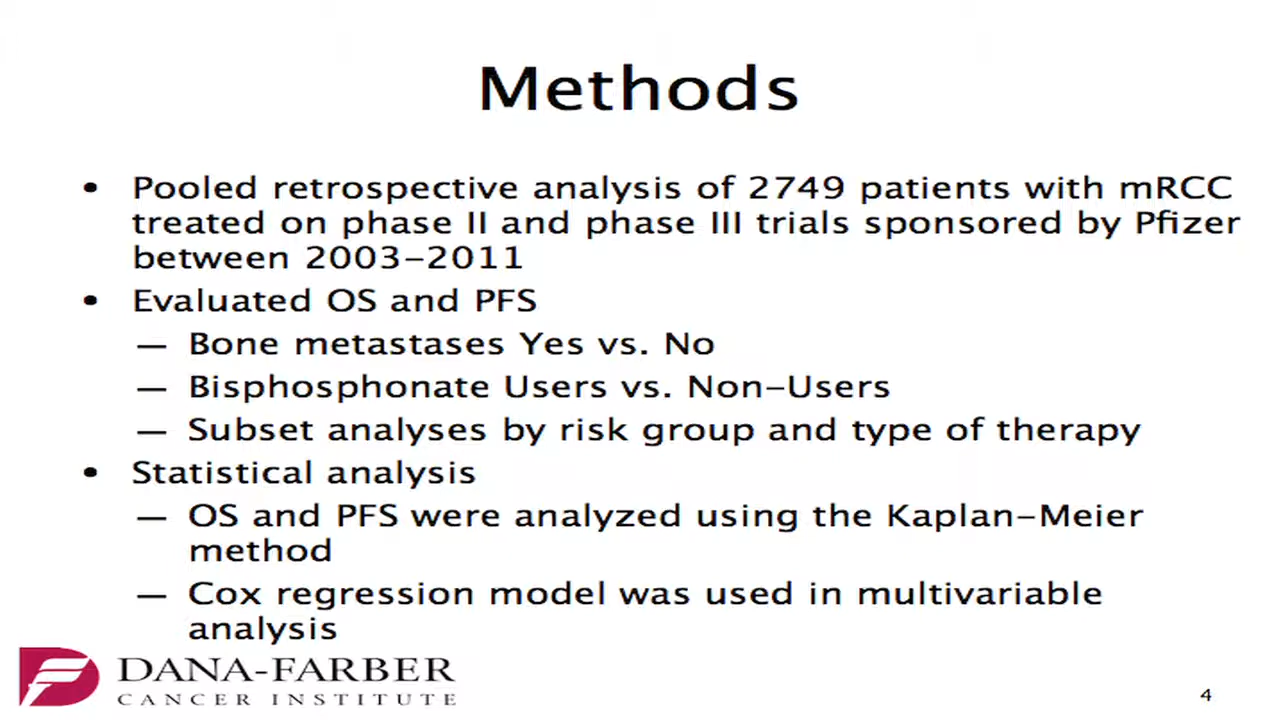 Methods
• Pooled retrospective analysis of 2749 patients with mRCC
treated on phase II and phase III trials sponsored by Pfizer
between 2003–2011
• Evaluated OS and PFS
— Bone metastases Yes vs. No
— Bisphosphonate Users vs. Non–Users
— Subset analyses by risk group and type of therapy
• Statistical analysis
— OS and PFS were analyzed using the Kaplan–Meier
method
— Cox regression model was used in multivariable
analysis
DANA-FARBER
CANCER INSTITUTE
4